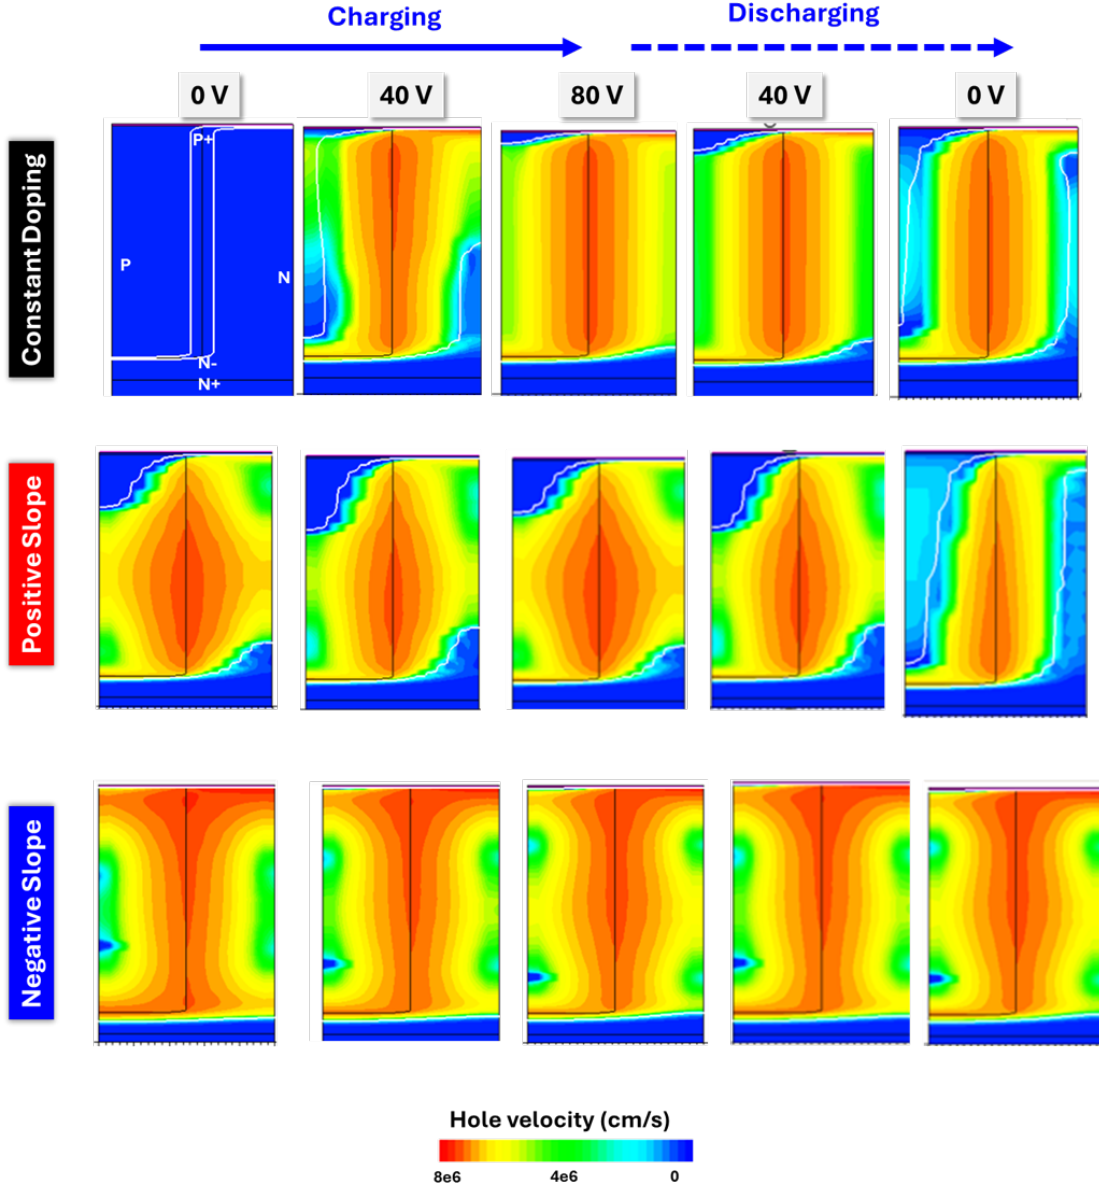 Charging
Discharging
0 V
40 V
80 V
40 V
0 V
Constant Doping
P+
P
N
N-
N+
Positive Slope
Negative Slope
Hole velocity (cm/s)
8e6
4e6
0